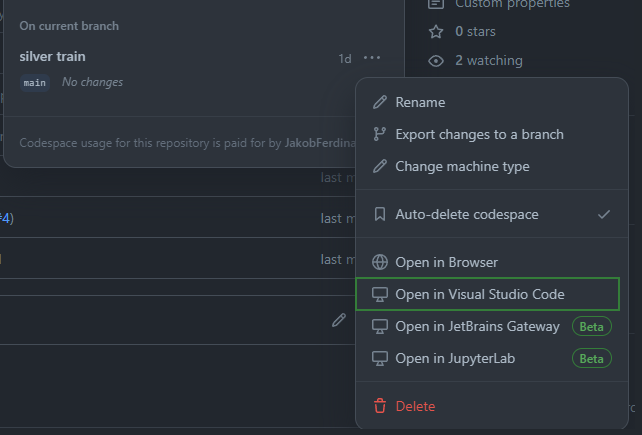 Custom properties
On current branch
0 stars
silver train
1d
2 watching
main
No changes
Rename
Export changes to a branch
Codespace usage for this repository is paid for by JakobFerdina
Change machine type
last m
Auto-delete codespace
#4)
last m
Open in Browser
last m
Open in Visual Studio Code
Open in JetBrains Gateway Beta
Open in JupyterLab Beta
Delete